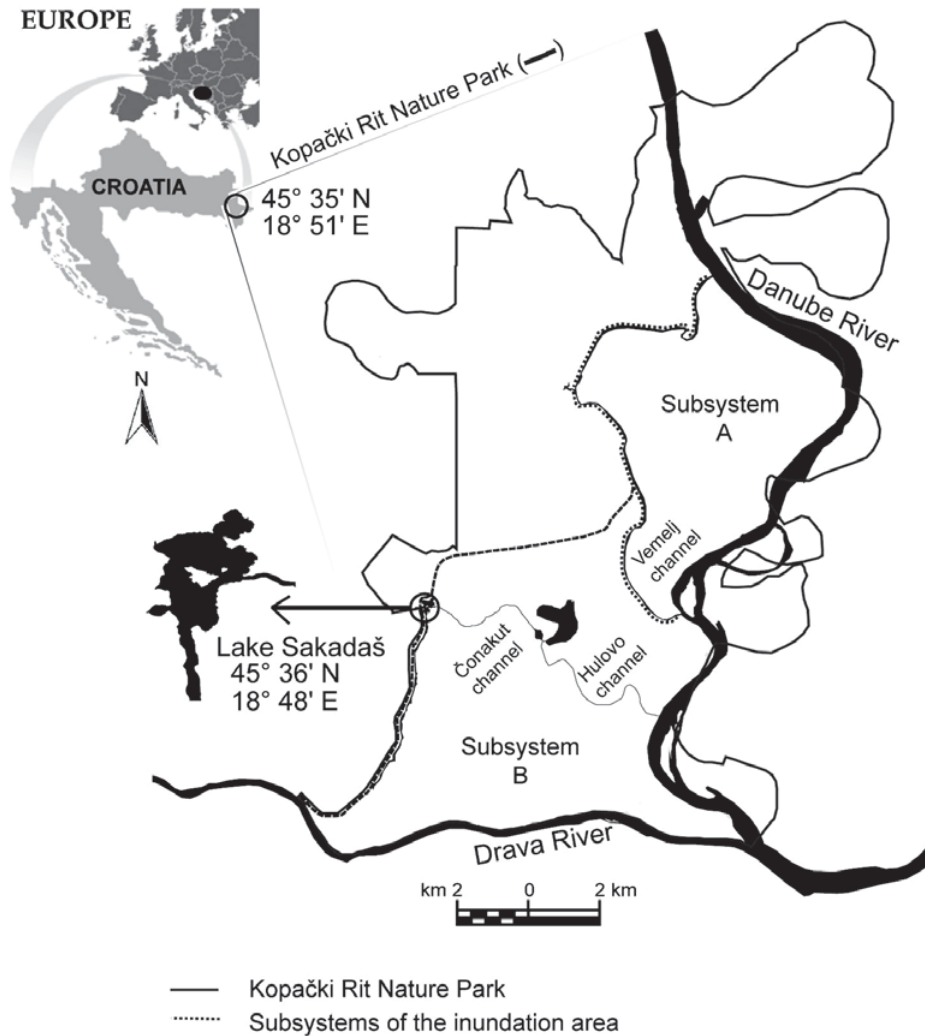 EUROPE
Kopački Rit Nature Park (—)
CROATIA
45° 35' N
18° 51' E
N
Danube River
Subsystem
A
Vemelj
channel
Lake Sakadaš
45° 36' N
18° 48' E
Čonakut
channel
Hulovo
channel
Subsystem
B
Drava River
km 2 0 2 km
Kopački Rit Nature Park
Subsystems of the inundation area